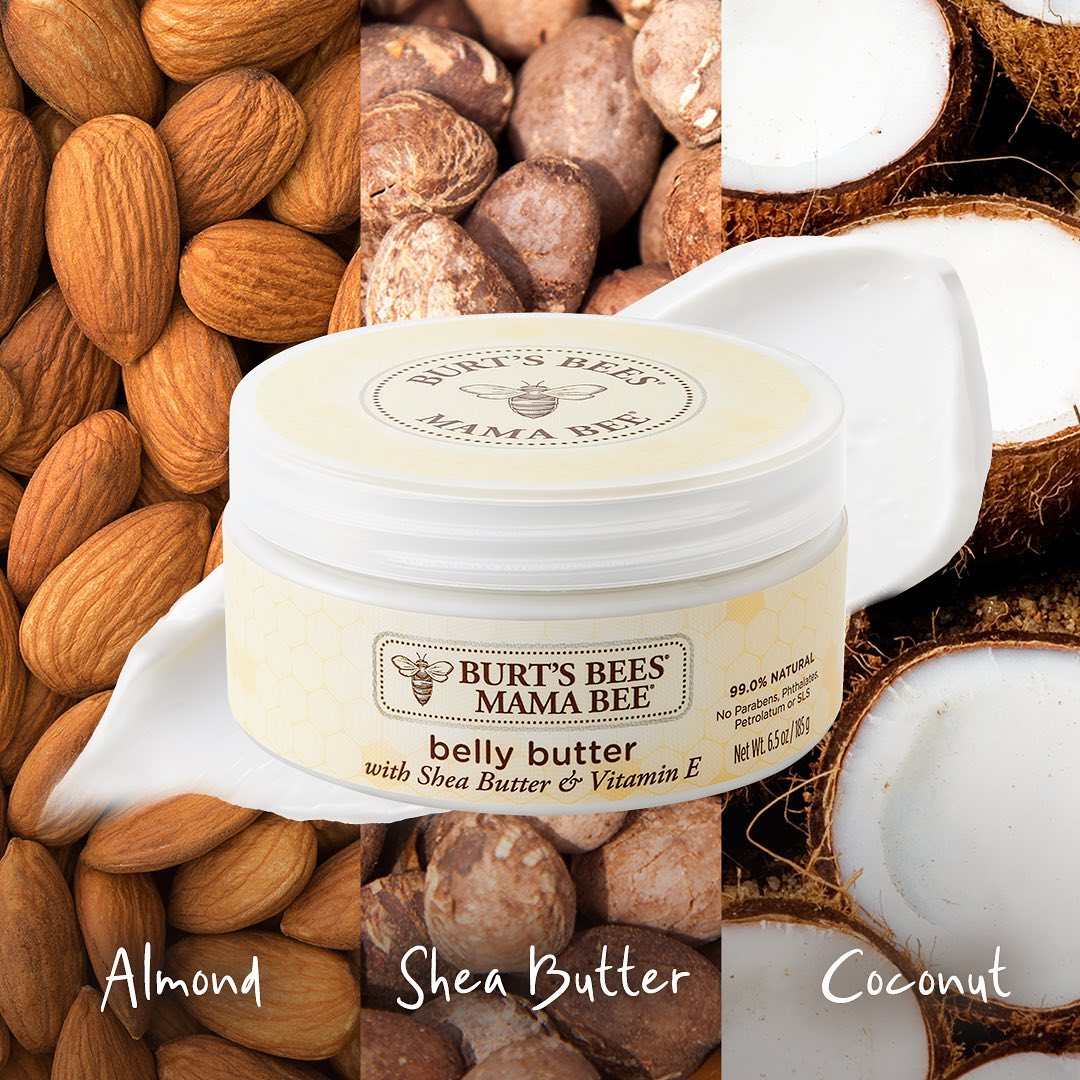 BURT'S BEES®
MAMA BEE®
BURT'S BEES®
MAMA BEE®
belly butter
with Shea Butter & Vitamin E
99.0% NATURAL
No Parabens, Phthalates,
Petrolatum or SLS
Net Wt. 6.5 oz / 185 g
Almond
Shea Butter
Coconut